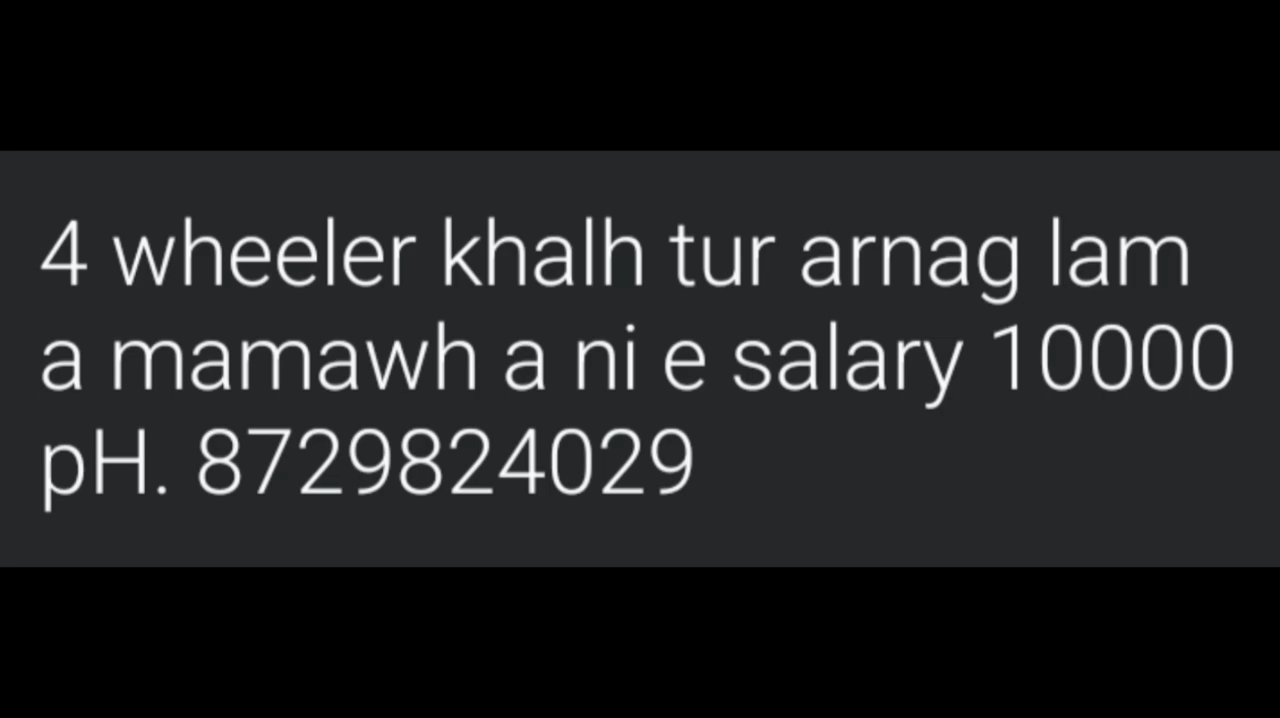 4 wheeler khalh tur arnag lam
a mamawh a ni e salary 10000
pH. 8729824029